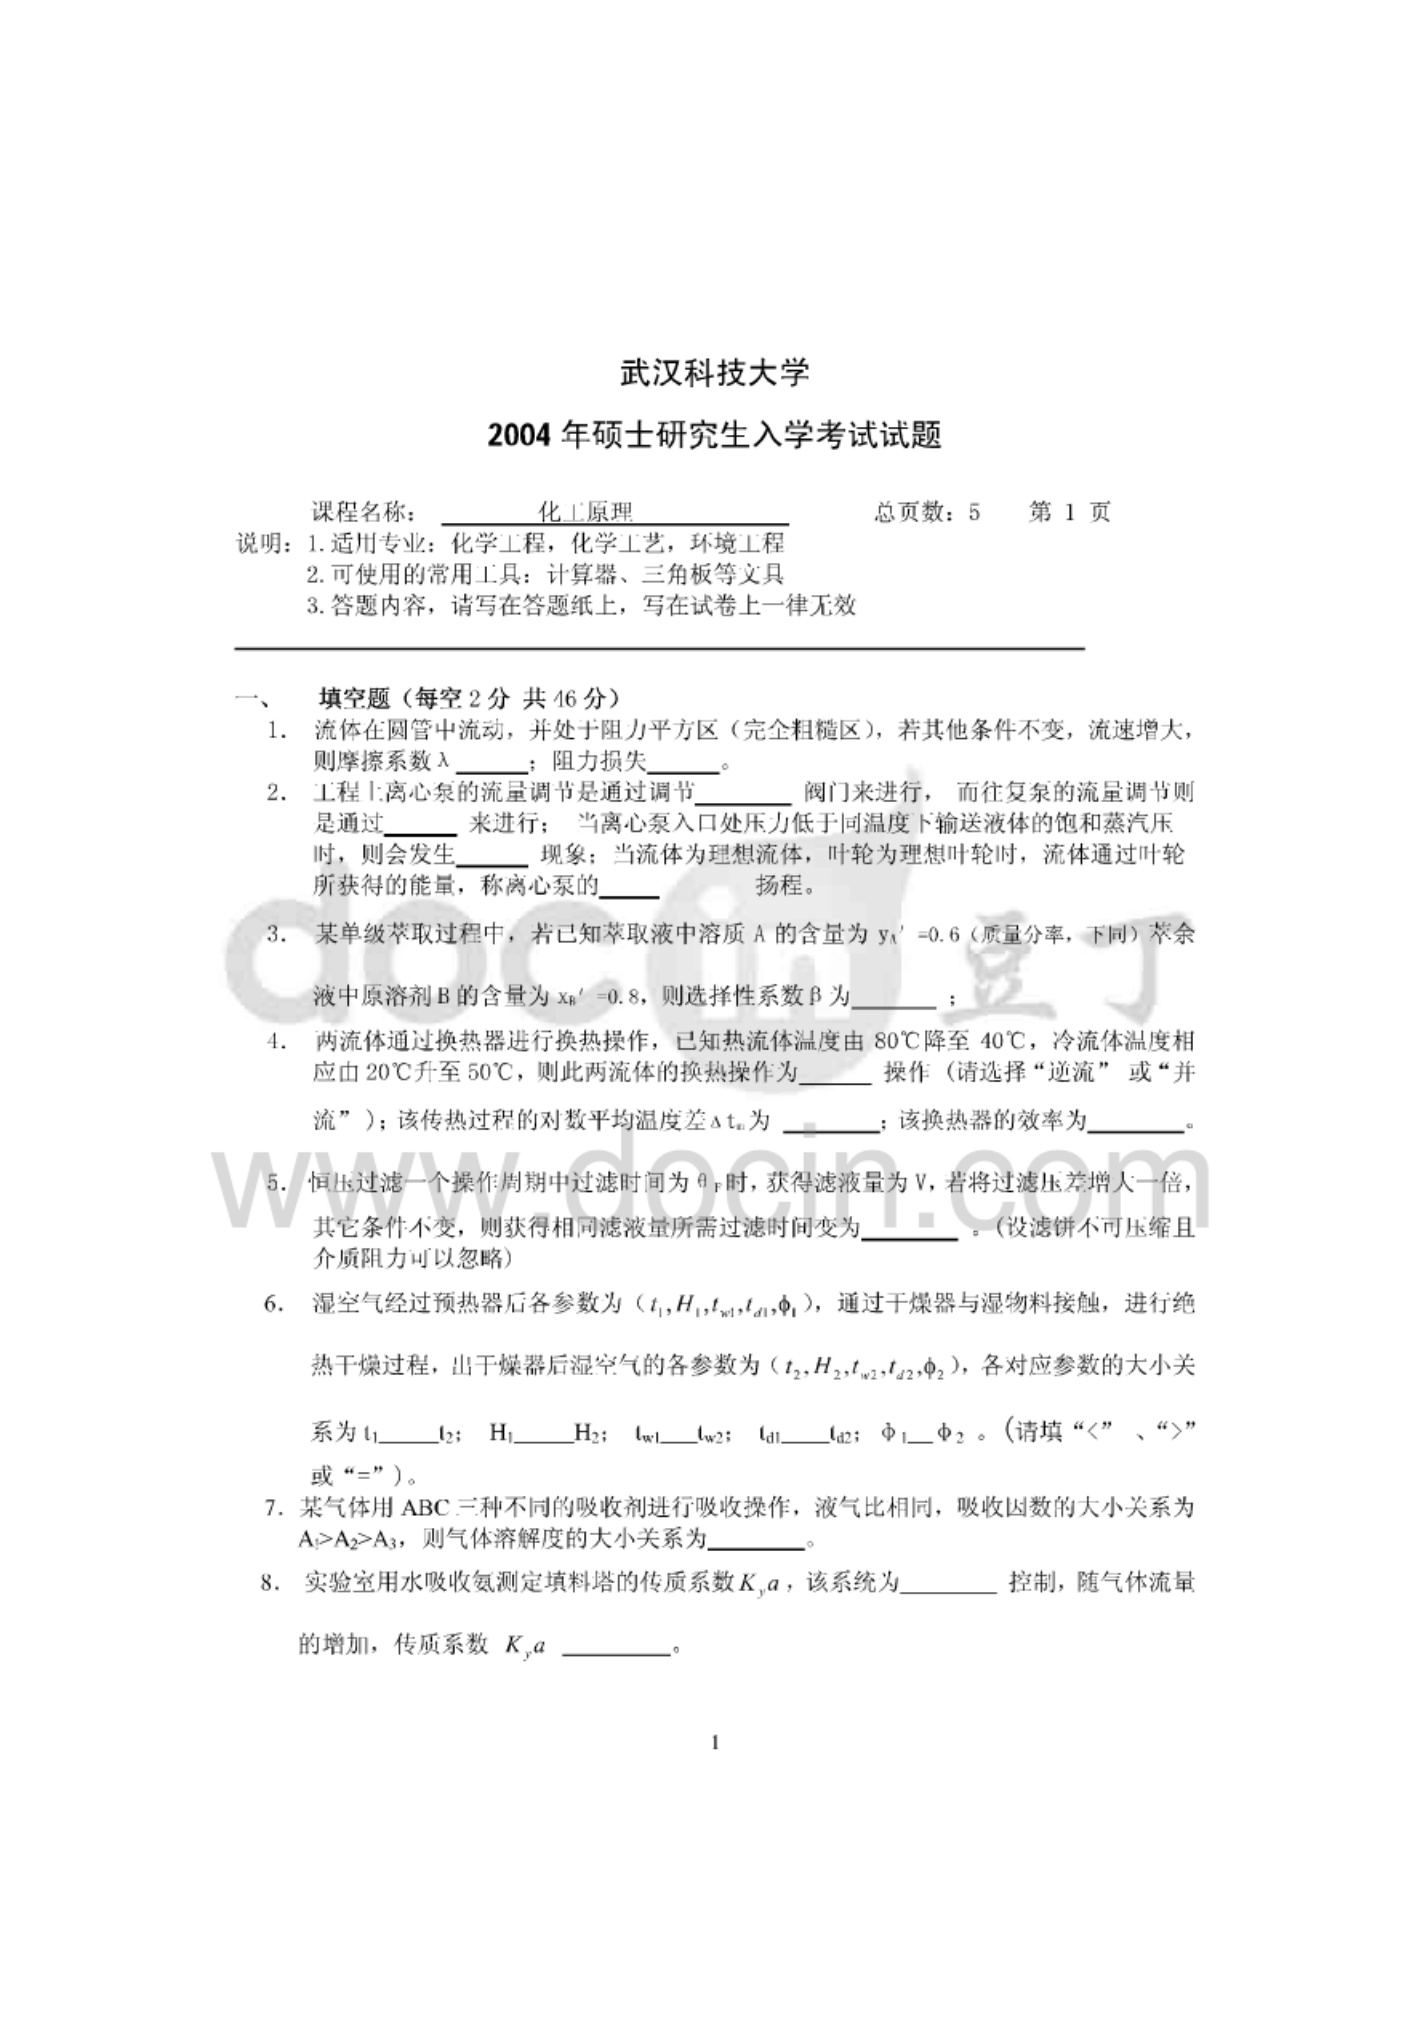 武汉科技大学
2004 年硕士研究生入学考试试题
课程名称： 化工原理 总页数：5 第 1 页
说明：1.适用专业：化学工程，化学工艺，环境工程
2.可使用的常用工具：计算器、三角板等文具
3.答题内容，请写在答题纸上，写在试卷上一律无效
一、 填空题（每空 2 分 共 46 分）
1. 流体在圆管中流动，并处于阻力平方区（完全粗糙区），若其他条件不变，流速增大，
则摩擦系数λ______；阻力损失______。
2. 工程上离心泵的流量调节是通过调节________ 阀门来进行， 而往复泵的流量调节则
是通过______ 来进行； 当离心泵入口处压力低于同温度下输送液体的饱和蒸汽压
时，则会发生______ 现象；当流体为理想流体，叶轮为理想叶轮时，流体通过叶轮
所获得的能量，称离心泵的_____ 扬程。
3. 某单级萃取过程中，若已知萃取液中溶质 A 的含量为 yA′ =0.6（质量分率，下同）萃余
液中原溶剂 B 的含量为 xB′ =0.8，则选择性系数β为_______ ；
4. 两流体通过换热器进行换热操作，已知热流体温度由 80℃降至 40℃，冷流体温度相
应由 20℃升至 50℃，则此两流体的换热操作为______ 操作（请选择“逆流” 或“并
流”）；该传热过程的对数平均温度差Δtm为 ________；该换热器的效率为________。
5. 恒压过滤一个操作周期中过滤时间为θF时，获得滤液量为 V，若将过滤压差增大一倍，
其它条件不变，则获得相同滤液量所需过滤时间变为________ 。（设滤饼不可压缩且
介质阻力可以忽略）
6. 湿空气经过预热器后各参数为（t1,H1,tw1,td1,ϕ1），通过干燥器与湿物料接触，进行绝
热干燥过程，出干燥器后湿空气的各参数为（t2,H2,tw2,td2,ϕ2），各对应参数的大小关
系为 t1_____t2； H1_____H2； tw1___tw2； td1____td2； φ1__φ2 。（请填“<” 、“>”
或“=”）。
7. 某气体用 ABC 三种不同的吸收剂进行吸收操作，液气比相同，吸收因数的大小关系为
A1>A2>A3，则气体溶解度的大小关系为________。
8. 实验室用水吸收氨测定填料塔的传质系数Kya，该系统为________ 控制，随气体流量
的增加，传质系数 Kya _________。
1
docin 豆丁
www.docin.com